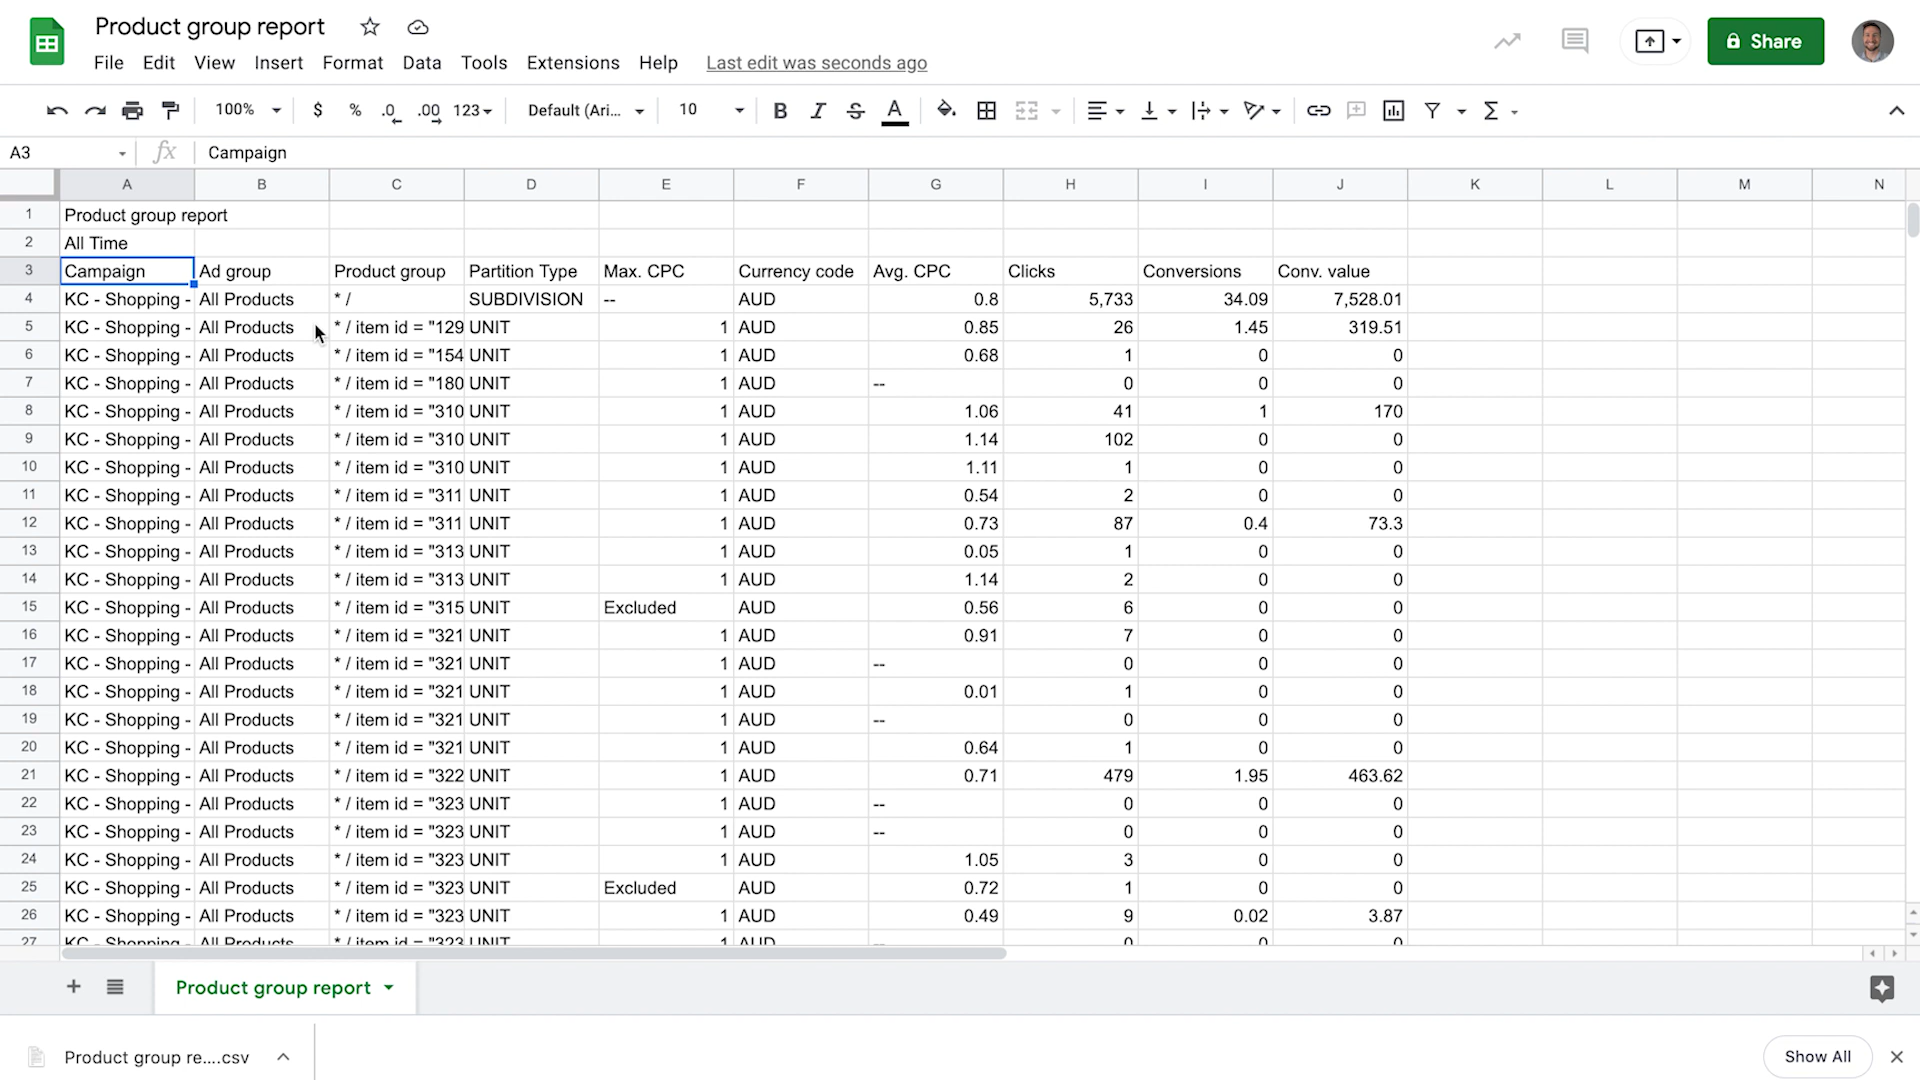 Product group report
File Edit View Insert Format Data Tools Extensions Help Last edit was seconds ago
Share
100% $ % .0 .00 123 Default (Ari... 10 B I S A
A3 fx Campaign
A B C D E F G H I J K L M N
1 Product group report
2 All Time
3 Campaign Ad group Product group Partition Type Max. CPC Currency code Avg. CPC Clicks Conversions Conv. value
4 KC - Shopping - All Products * / SUBDIVISION -- AUD 0.8 5,733 34.09 7,528.01
5 KC - Shopping - All Products * / item id = "129 UNIT 1 AUD 0.85 26 1.45 319.51
6 KC - Shopping - All Products * / item id = "154 UNIT 1 AUD 0.68 1 0 0
7 KC - Shopping - All Products * / item id = "180 UNIT 1 AUD -- 0 0 0
8 KC - Shopping - All Products * / item id = "310 UNIT 1 AUD 1.06 41 1 170
9 KC - Shopping - All Products * / item id = "310 UNIT 1 AUD 1.14 102 0 0
10 KC - Shopping - All Products * / item id = "310 UNIT 1 AUD 1.11 1 0 0
11 KC - Shopping - All Products * / item id = "311 UNIT 1 AUD 0.54 2 0 0
12 KC - Shopping - All Products * / item id = "311 UNIT 1 AUD 0.73 87 0.4 73.3
13 KC - Shopping - All Products * / item id = "313 UNIT 1 AUD 0.05 1 0 0
14 KC - Shopping - All Products * / item id = "313 UNIT 1 AUD 1.14 2 0 0
15 KC - Shopping - All Products * / item id = "315 UNIT Excluded AUD 0.56 6 0 0
16 KC - Shopping - All Products * / item id = "321 UNIT 1 AUD 0.91 7 0 0
17 KC - Shopping - All Products * / item id = "321 UNIT 1 AUD -- 0 0 0
18 KC - Shopping - All Products * / item id = "321 UNIT 1 AUD 0.01 1 0 0
19 KC - Shopping - All Products * / item id = "321 UNIT 1 AUD -- 0 0 0
20 KC - Shopping - All Products * / item id = "321 UNIT 1 AUD 0.64 1 0 0
21 KC - Shopping - All Products * / item id = "322 UNIT 1 AUD 0.71 479 1.95 463.62
22 KC - Shopping - All Products * / item id = "323 UNIT 1 AUD -- 0 0 0
23 KC - Shopping - All Products * / item id = "323 UNIT 1 AUD -- 0 0 0
24 KC - Shopping - All Products * / item id = "323 UNIT 1 AUD 1.05 3 0 0
25 KC - Shopping - All Products * / item id = "323 UNIT Excluded AUD 0.72 1 0 0
26 KC - Shopping - All Products * / item id = "323 UNIT 1 AUD 0.49 9 0.02 3.87
27 KC - Shopping - All Products * / item id = "323 UNIT 1 AUD -- 0 0 0
Product group report
Product group re....csv Show All